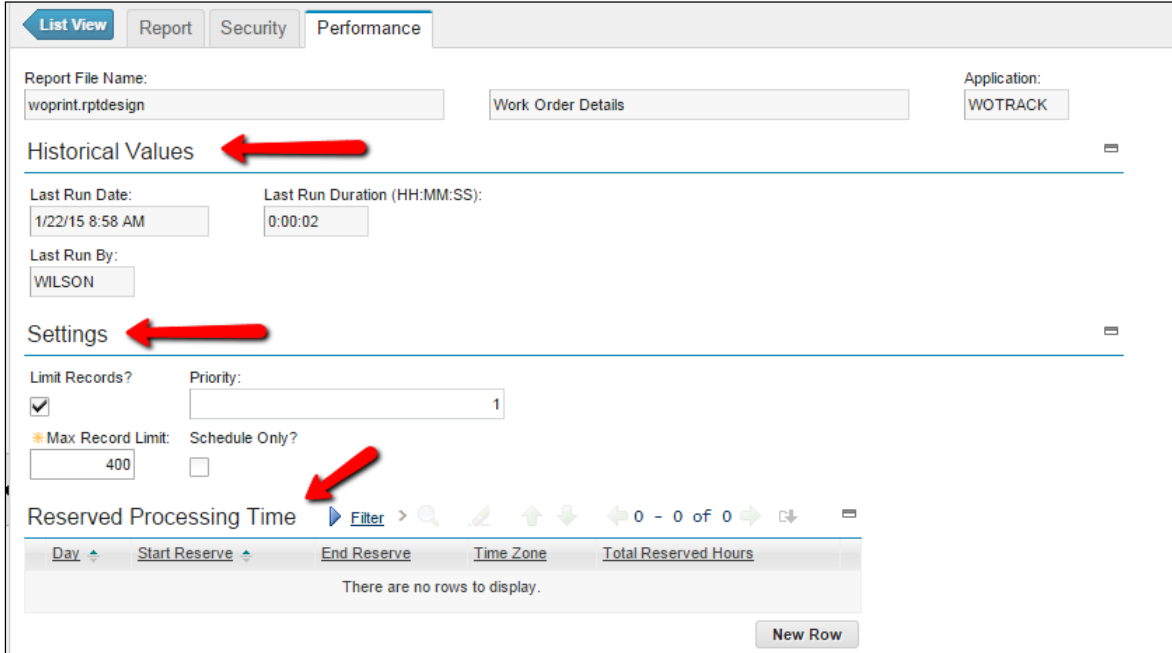 List View Report Security Performance
Report File Name: Application:
woprint.rptdesign Work Order Details WOTRACK
Historical Values
Last Run Date: Last Run Duration (HH:MM:SS):
1/22/15 8:58 AM 0:00:02
Last Run By:
WILSON
Settings
Limit Records? Priority:
1
Max Record Limit: Schedule Only?
400
Reserved Processing Time Filter 0 - 0 of 0
Day Start Reserve End Reserve Time Zone Total Reserved Hours
There are no rows to display.
New Row